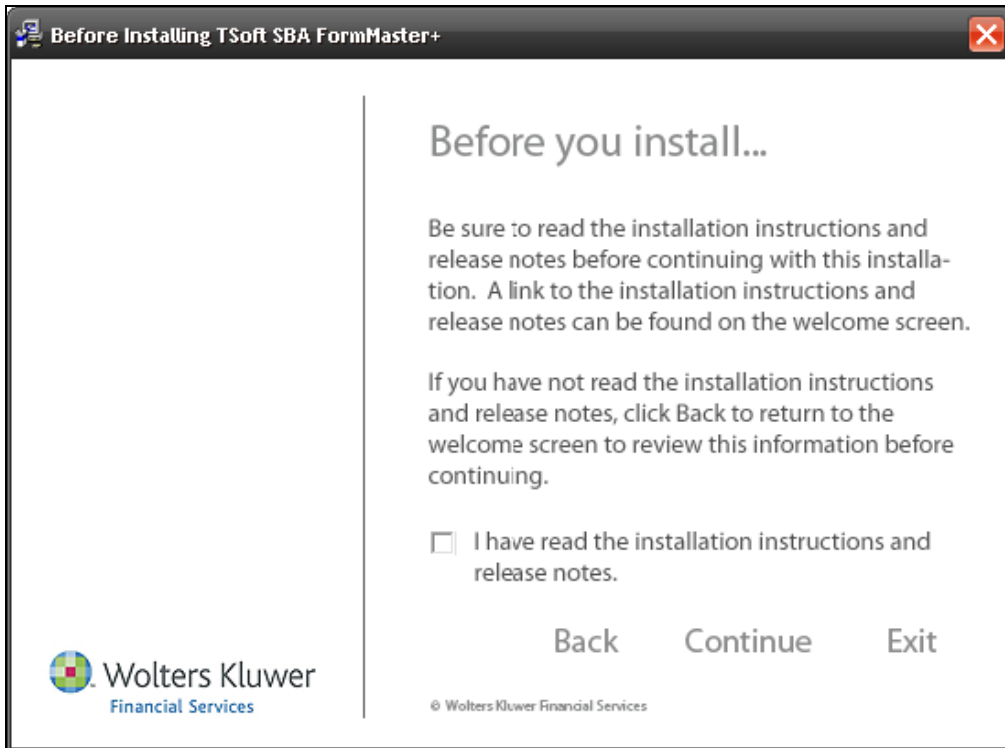 Before Installing TSoft SBA FormMaster+
Before you install...
Be sure to read the installation instructions and
release notes before continuing with this installa-
tion.  A link to the installation instructions and
release notes can be found on the welcome screen.
If you have not read the installation instructions
and release notes, click Back to return to the
welcome screen to review this information before
continuing.
I have read the installation instructions and
release notes.
Back Continue Exit
Wolters Kluwer
Financial Services
© Wolters Kluwer Financial Services